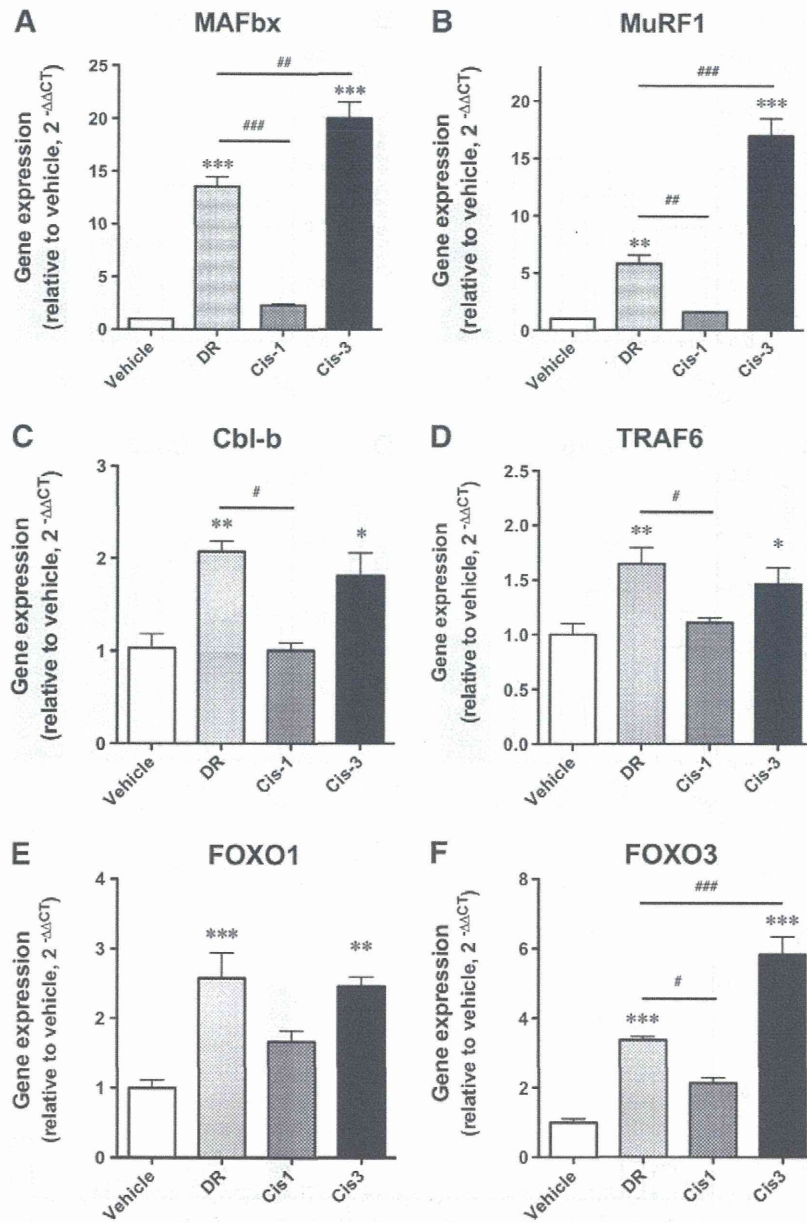 A
MAFbx
Gene expression
(relative to vehicle, 2 -ΔΔCT)
25
20
15
10
5
0
##
###
***
***
Vehicle
DR
Cis-1
Cis-3
B
MuRF1
Gene expression
(relative to vehicle, 2 -ΔΔCT)
20
15
10
5
0
###
##
**
***
Vehicle
DR
Cis-1
Cis-3
C
Cbl-b
Gene expression
(relative to vehicle, 2 -ΔΔCT)
3
2
1
0
#
**
*
Vehicle
DR
Cis-1
Cis-3
D
TRAF6
Gene expression
(relative to vehicle, 2 -ΔΔCT)
2.5
2.0
1.5
1.0
0.5
0.0
#
**
*
Vehicle
DR
Cis-1
Cis-3
E
FOXO1
Gene expression
(relative to vehicle, 2 -ΔΔCT)
4
3
2
1
0
***
**
Vehicle
DR
Cis1
Cis3
F
FOXO3
Gene expression
(relative to vehicle, 2 -ΔΔCT)
8
6
4
2
0
###
#
***
***
Vehicle
DR
Cis1
Cis3